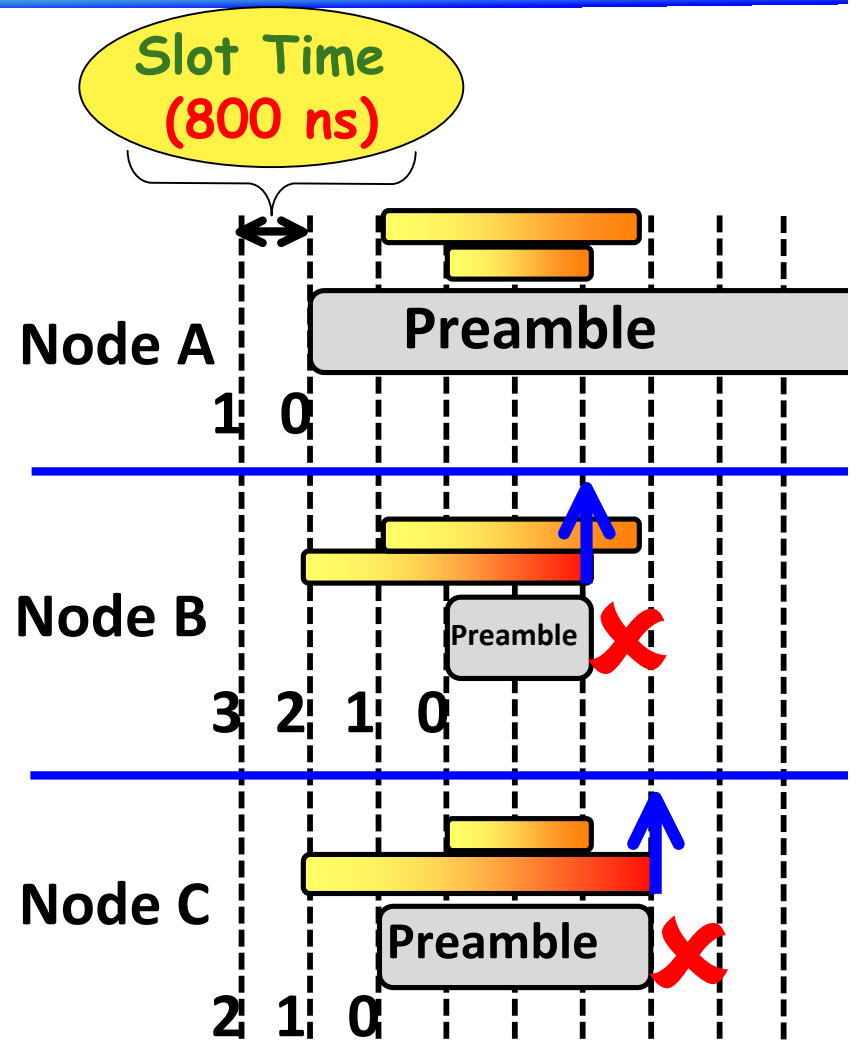 Slot Time
(800 ns)
Preamble
Node A
1 0
Preamble
Node B
3 2 1 0
Preamble
Node C
2 1 0